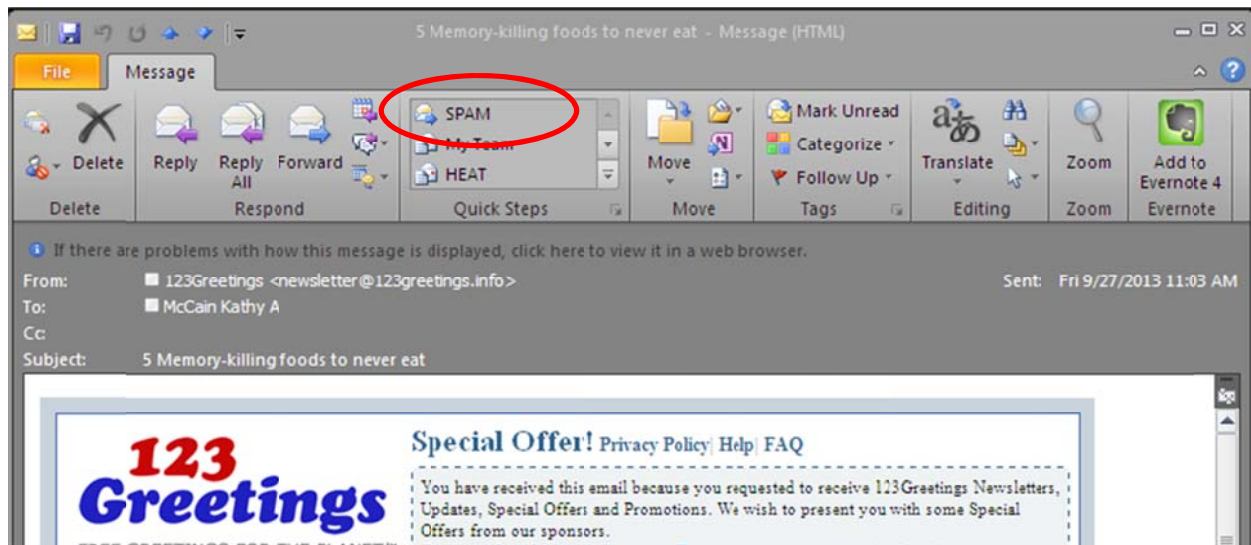 5 Memory-killing foods to never eat - Message (HTML)
File Message
SPAM
My Team
HEAT
Delete
Reply
Reply All
Forward
Move
Mark Unread
Categorize
Follow Up
Translate
Zoom
Add to Evernote 4
Delete Respond Quick Steps Move Tags Editing Zoom Evernote
If there are problems with how this message is displayed, click here to view it in a web browser.
From: 123Greetings <newsletter@123greetings.info> Sent: Fri 9/27/2013 11:03 AM
To: McCain Kathy A
Cc:
Subject: 5 Memory-killing foods to never eat
123
Greetings
FREE GREETINGS FOR THE PLANET
Special Offer! Privacy Policy| Help| FAQ
You have received this email because you requested to receive 123Greetings Newsletters,
Updates, Special Offers and Promotions. We wish to present you with some Special
Offers from our sponsors.